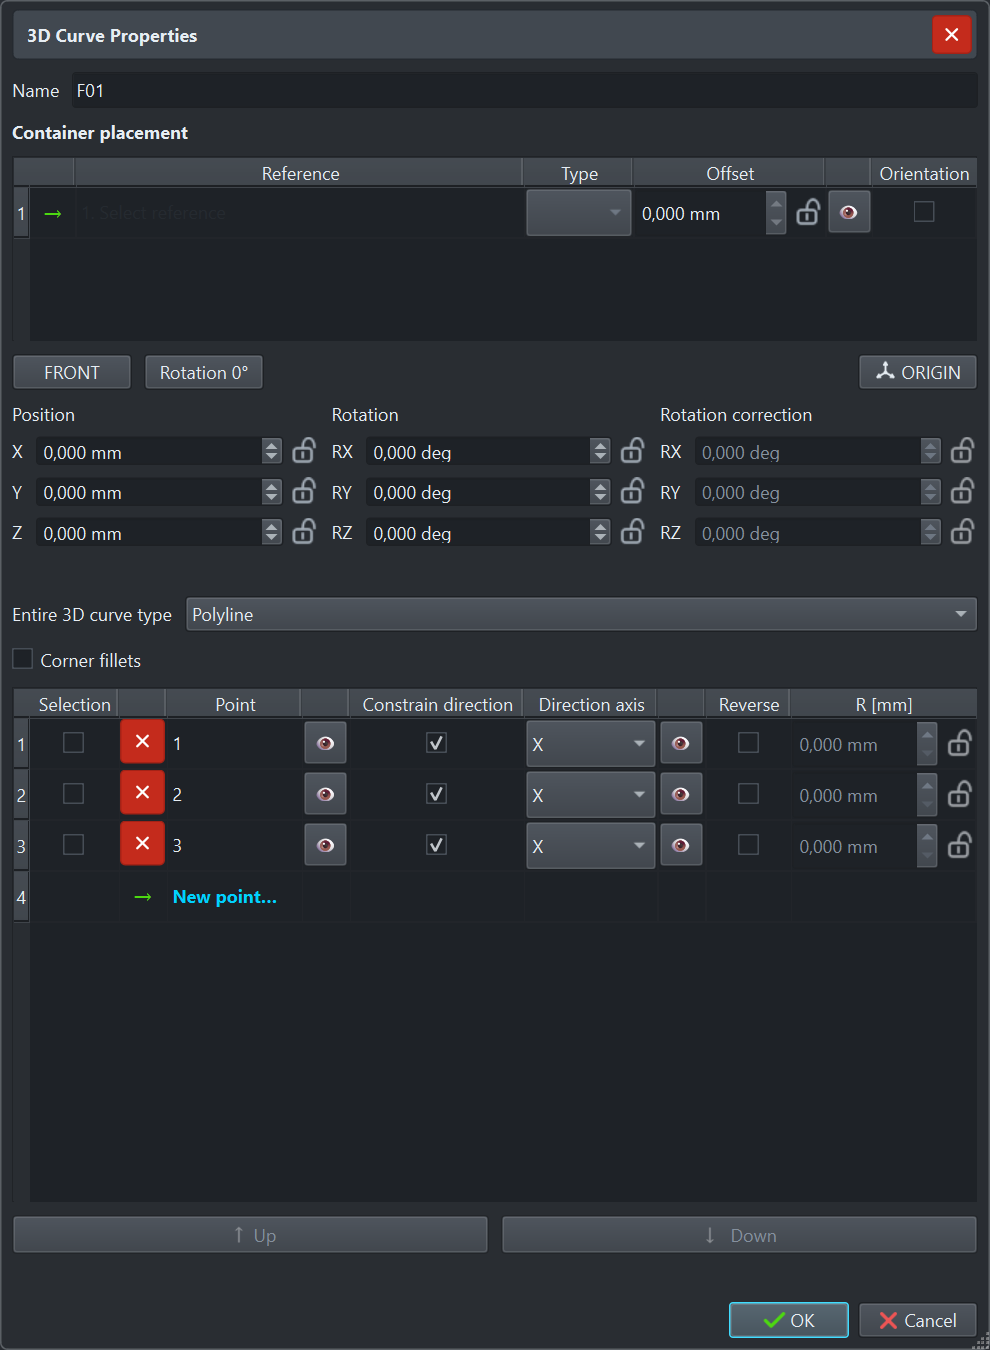 3D Curve Properties
Name F01
Container placement
Reference Type Offset Orientation
1 → 1. Select reference 0,000 mm
FRONT Rotation 0° ORIGIN
Position Rotation Rotation correction
X 0,000 mm RX 0,000 deg RX 0,000 deg
Y 0,000 mm RY 0,000 deg RY 0,000 deg
Z 0,000 mm RZ 0,000 deg RZ 0,000 deg
Entire 3D curve type Polyline
Corner fillets
Selection Point Constrain direction Direction axis Reverse R [mm]
1 1 X 0,000 mm
2 2 X 0,000 mm
3 3 X 0,000 mm
4 → New point...
↑ Up ↓ Down
OK Cancel